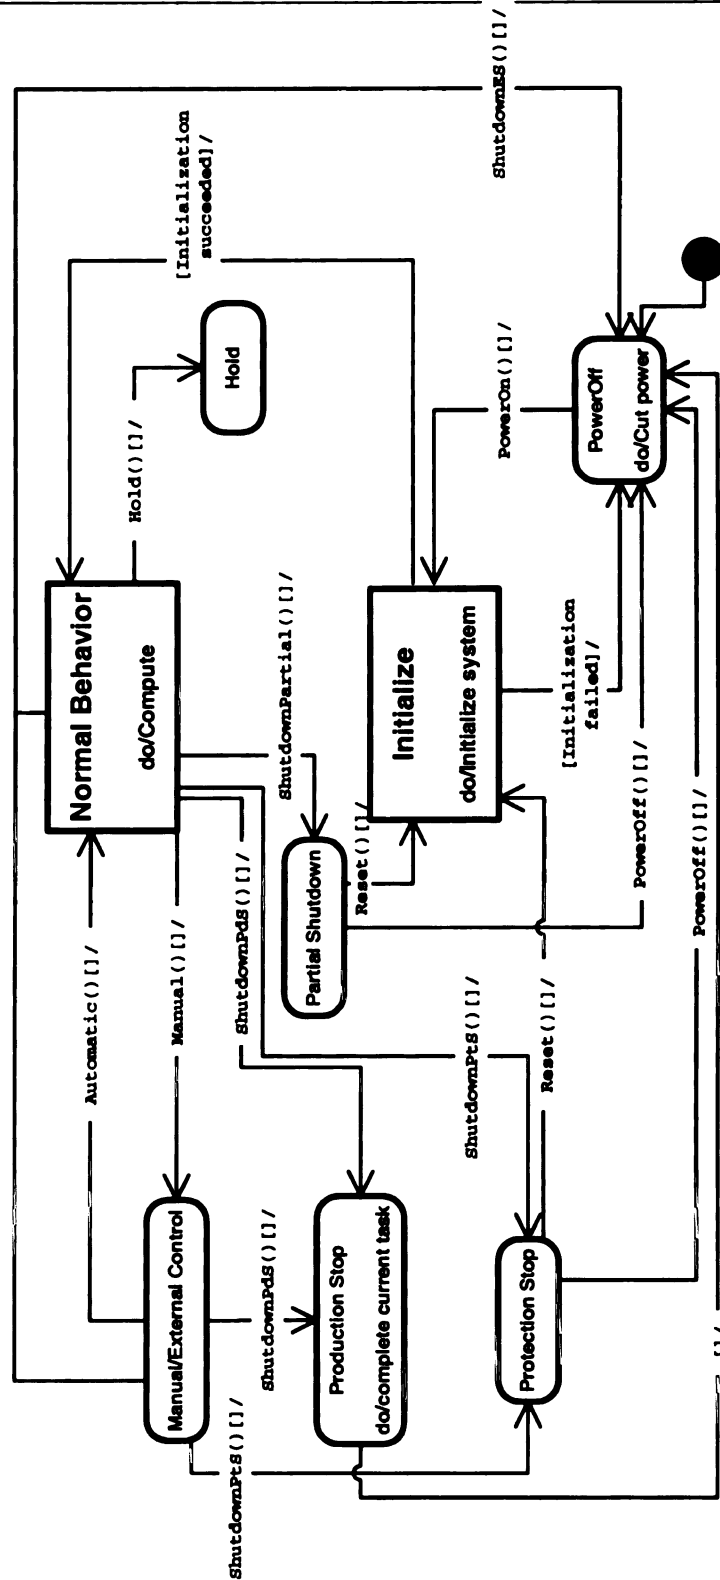 ShutdownES()[]/
[Initialization
succeeded]/
Hold
Hold()[]/
PowerOn()[]/
PowerOff
do/Cut power
Normal Behavior
do/Compute
ShutdownPartial()[]/
Initialize
do/Initialize system
[Initialization
failed]/
Automatic()[]/
Manual()[]/
ShutdownPdS()[]/
Partial Shutdown
Reset()[]/
PowerOff()[]/
PowerOff()[]/
ShutdownPtS()[]/
Reset()[]/
Manual/External Control
ShutdownPdS()[]/
Production Stop
do/complete current task
Protection Stop
ShutdownPtS()[]/